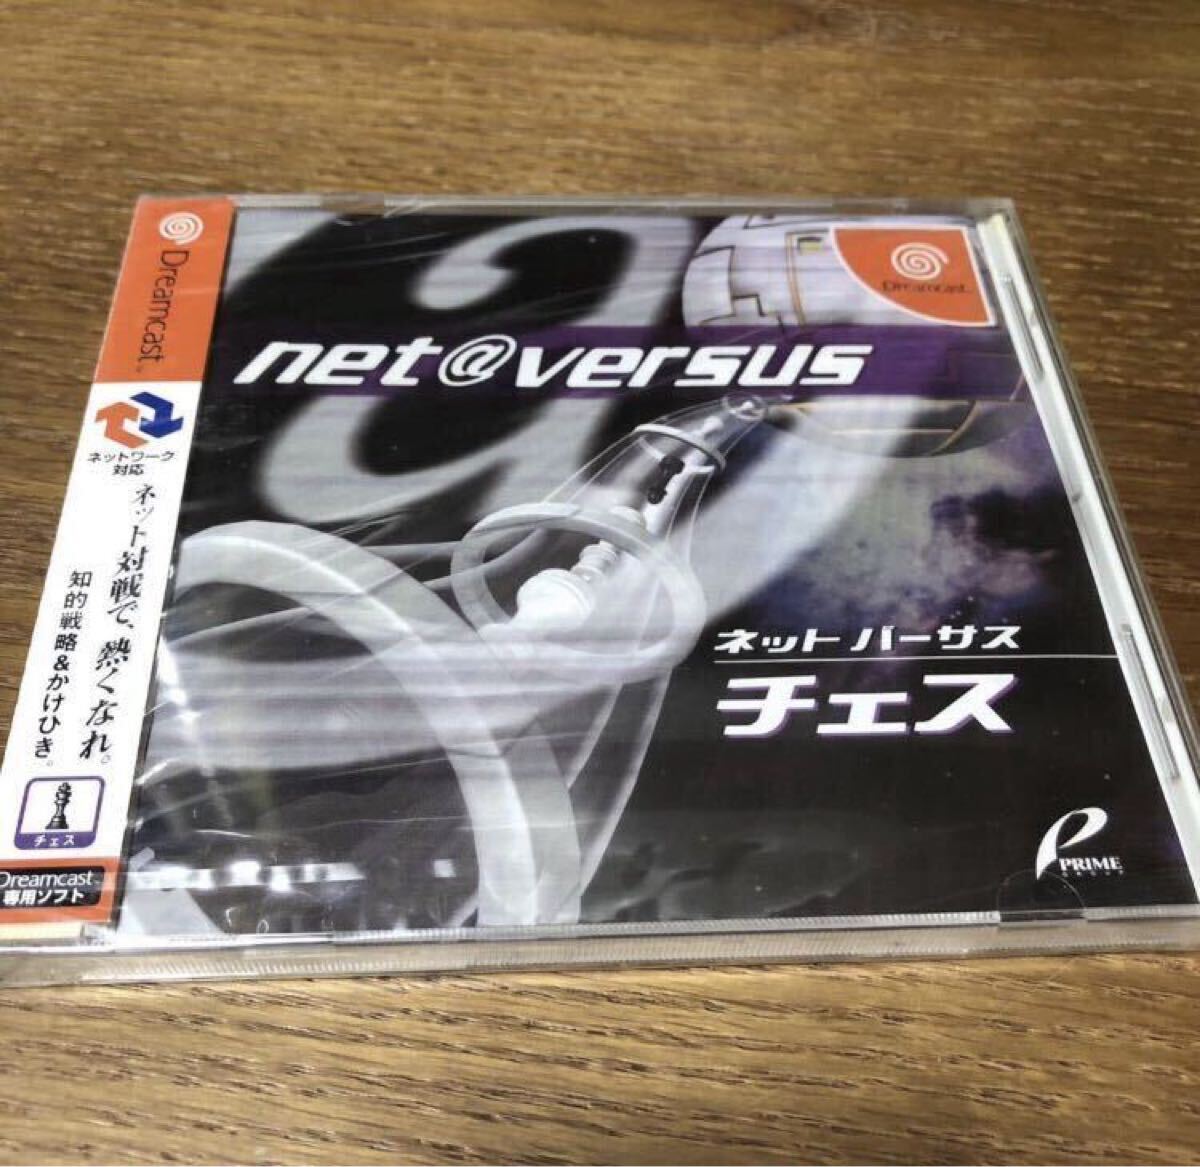 Dreamcast
ネットワーク
対応
ネット対戦で、熱くなれ。
知的戦略&かけひき。
チェス
Dreamcast
専用ソフト
Dreamcast
net@versus
ネット バーサス
チェス
PRIME